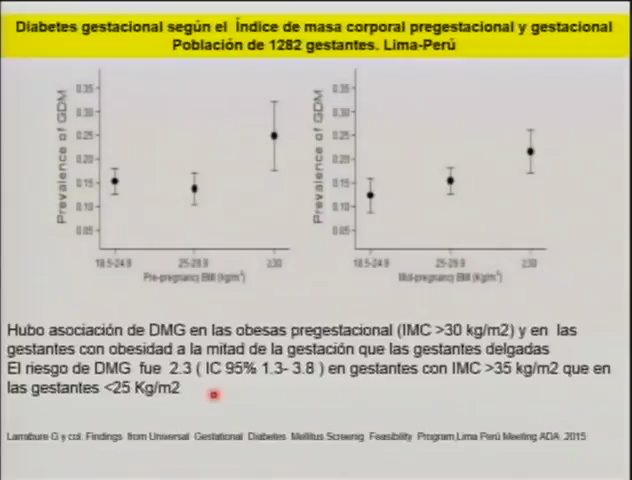 Diabetes gestacional según el Índice de masa corporal pregestacional y gestacional
Población de 1282 gestantes. Lima-Perú
Prevalence of GDM
0.35
0.30
0.25
0.20
0.15
0.10
0.05
18.5-24.9
25-29.9
≥30
Pre-pregnancy BMI (kg/m²)
Prevalence of GDM
0.35
0.30
0.25
0.20
0.15
0.10
0.05
18.5-24.9
25-29.9
≥30
Mid-pregnancy BMI (kg/m²)
Hubo asociación de DMG en las obesas pregestacional (IMC >30 kg/m2) y en las
gestantes con obesidad a la mitad de la gestación que las gestantes delgadas
El riesgo de DMG fue 2.3 ( IC 95% 1.3- 3.8 ) en gestantes con IMC >35 kg/m2 que en
las gestantes <25 Kg/m2
Larrabure G y col. Findings from Universal Gestational Diabetes Mellitus Screenig Feasibility Program,Lima Perú Meeting ADA. 2015